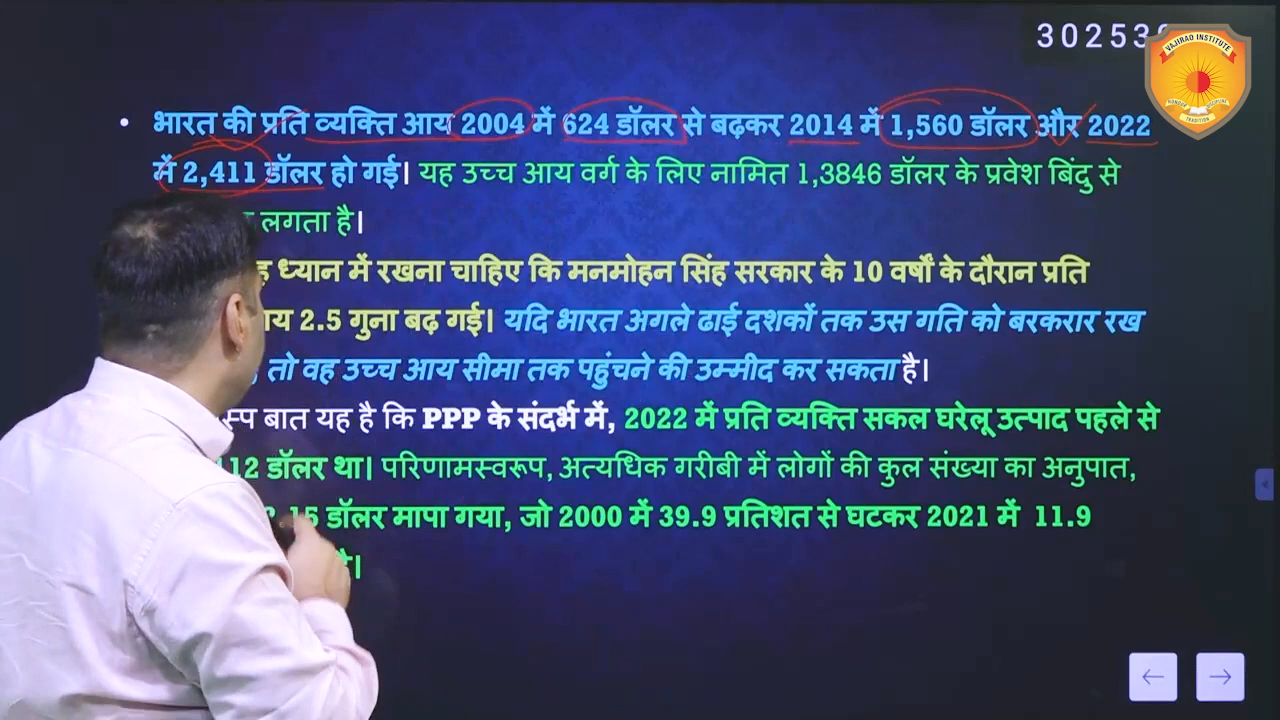 30253
VAJIRAO INSTITUTE
TRADITION
• भारत की प्रति व्यक्ति आय 2004 में 624 डॉलर से बढ़कर 2014 में 1,560 डॉलर और 2022
में 2,411 डॉलर हो गई। यह उच्च आय वर्ग के लिए नामित 1,3846 डॉलर के प्रवेश बिंदु से
लगता है।
ध्यान में रखना चाहिए कि मनमोहन सिंह सरकार के 10 वर्षों के दौरान प्रति
2.5 गुना बढ़ गई। यदि भारत अगले ढाई दशकों तक उस गति को बरकरार रख
तो वह उच्च आय सीमा तक पहुंचने की उम्मीद कर सकता है।
बात यह है कि PPP के संदर्भ में, 2022 में प्रति व्यक्ति सकल घरेलू उत्पाद पहले से
डॉलर था। परिणामस्वरूप, अत्यधिक गरीबी में लोगों की कुल संख्या का अनुपात,
डॉलर मापा गया, जो 2000 में 39.9 प्रतिशत से घटकर 2021 में 11.9